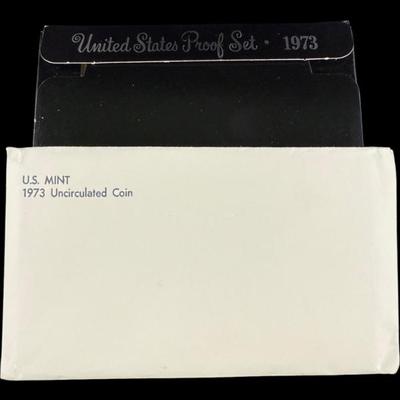 United States Proof Set · 1973
U.S. MINT
1973 Uncirculated Coin